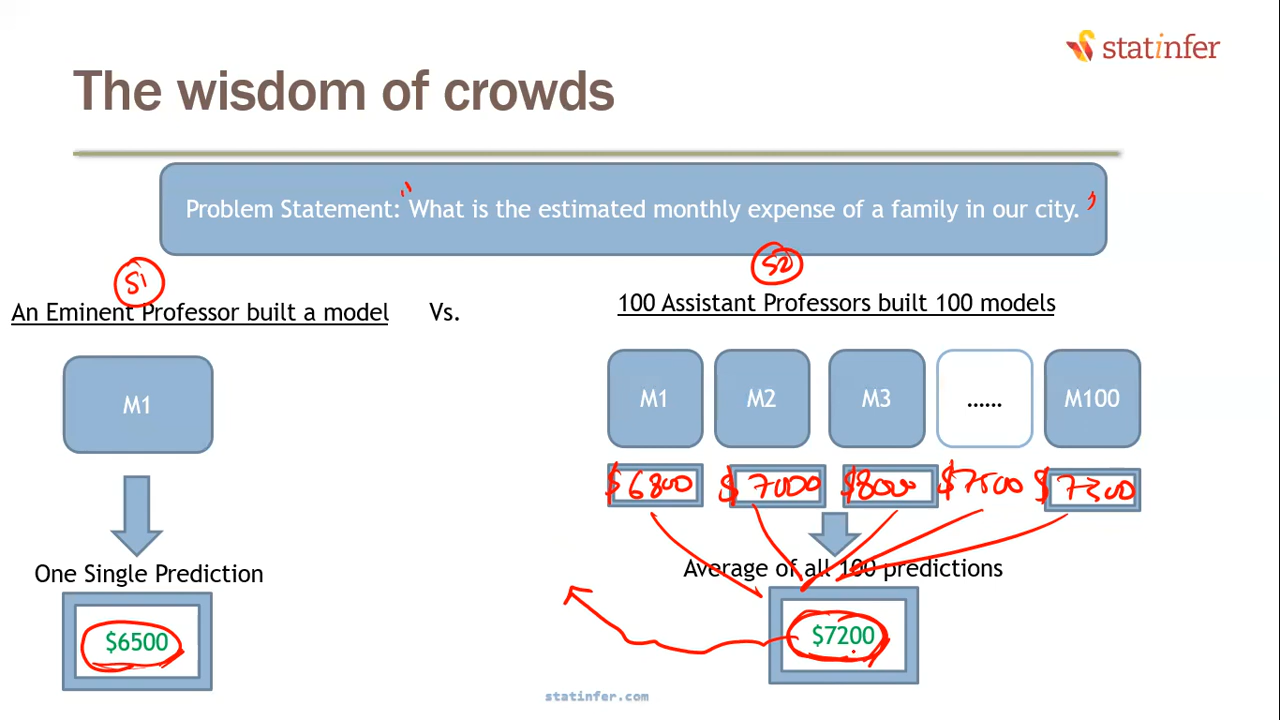 statinfer
The wisdom of crowds
Problem Statement: "What is the estimated monthly expense of a family in our city."
S1
S2
An Eminent Professor built a model
Vs.
100 Assistant Professors built 100 models
M1
M1 M2 M3 ...... M100
$6800 $7000 $8000 $7500 $7300
One Single Prediction
Average of all 100 predictions
$6500
$7200
statinfer.com